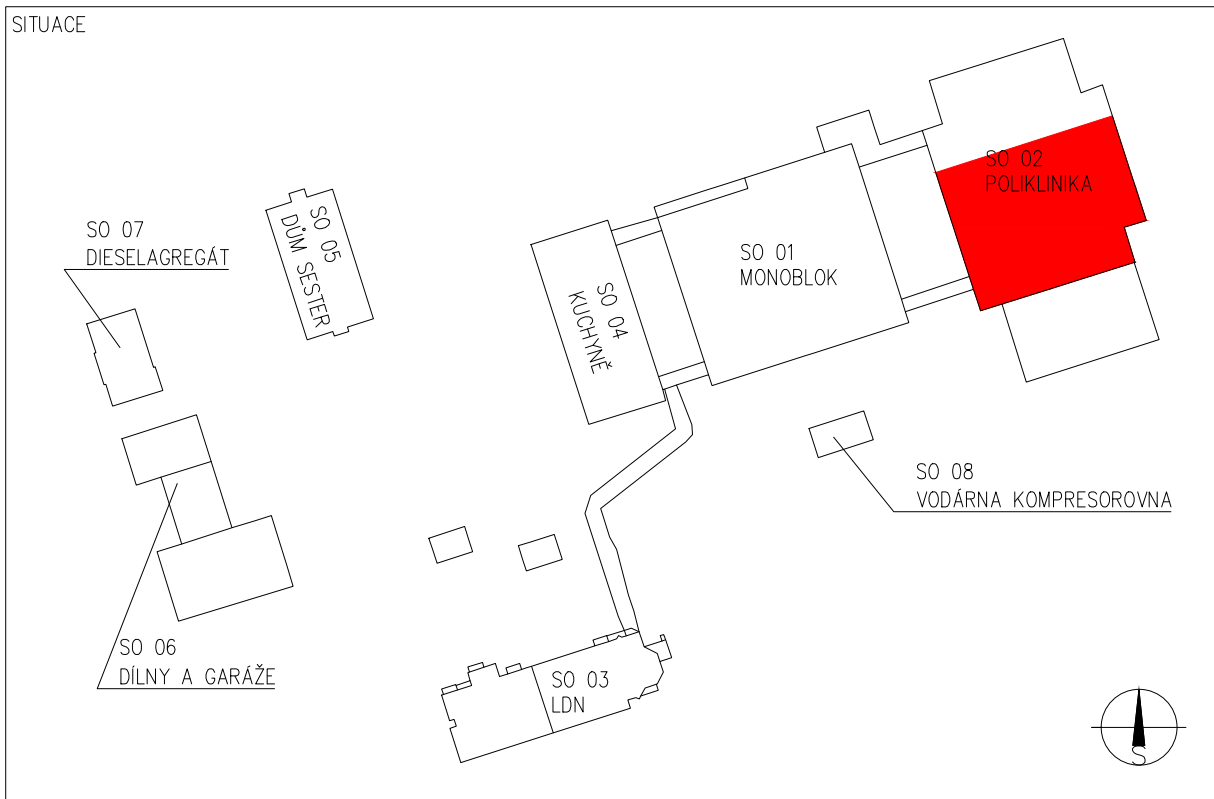 SITUACE
SO 02
POLIKLINIKA
SO 07
DIESELAGREGÁT
SO 05
DŮM SESTER
SO 01
MONOBLOK
SO 04
KUCHYNĚ
SO 08
VODÁRNA KOMPRESOROVNA
SO 06
DÍLNY A GARÁŽE
SO 03
LDN
S